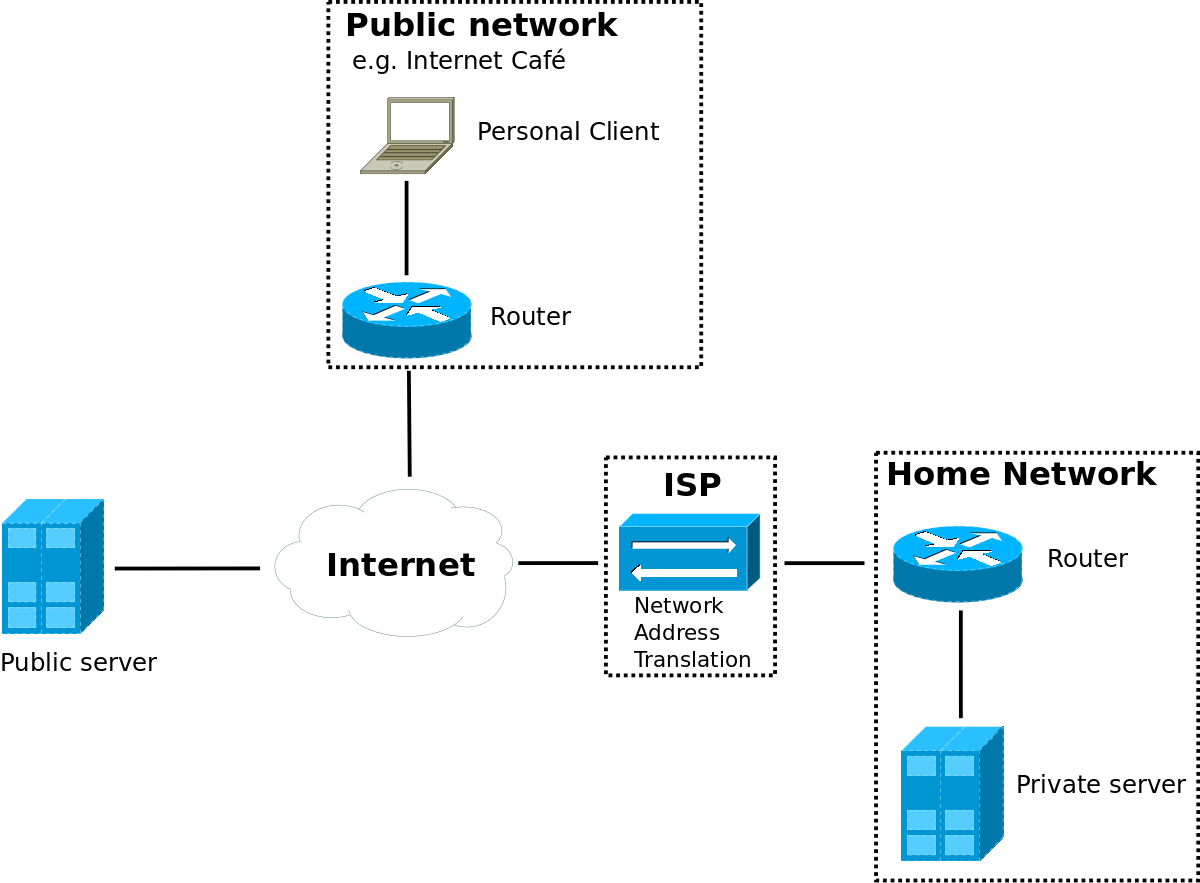 Public network
e.g. Internet Café
Personal Client
Router
Public server
Internet
ISP
Network
Address
Translation
Home Network
Router
Private server